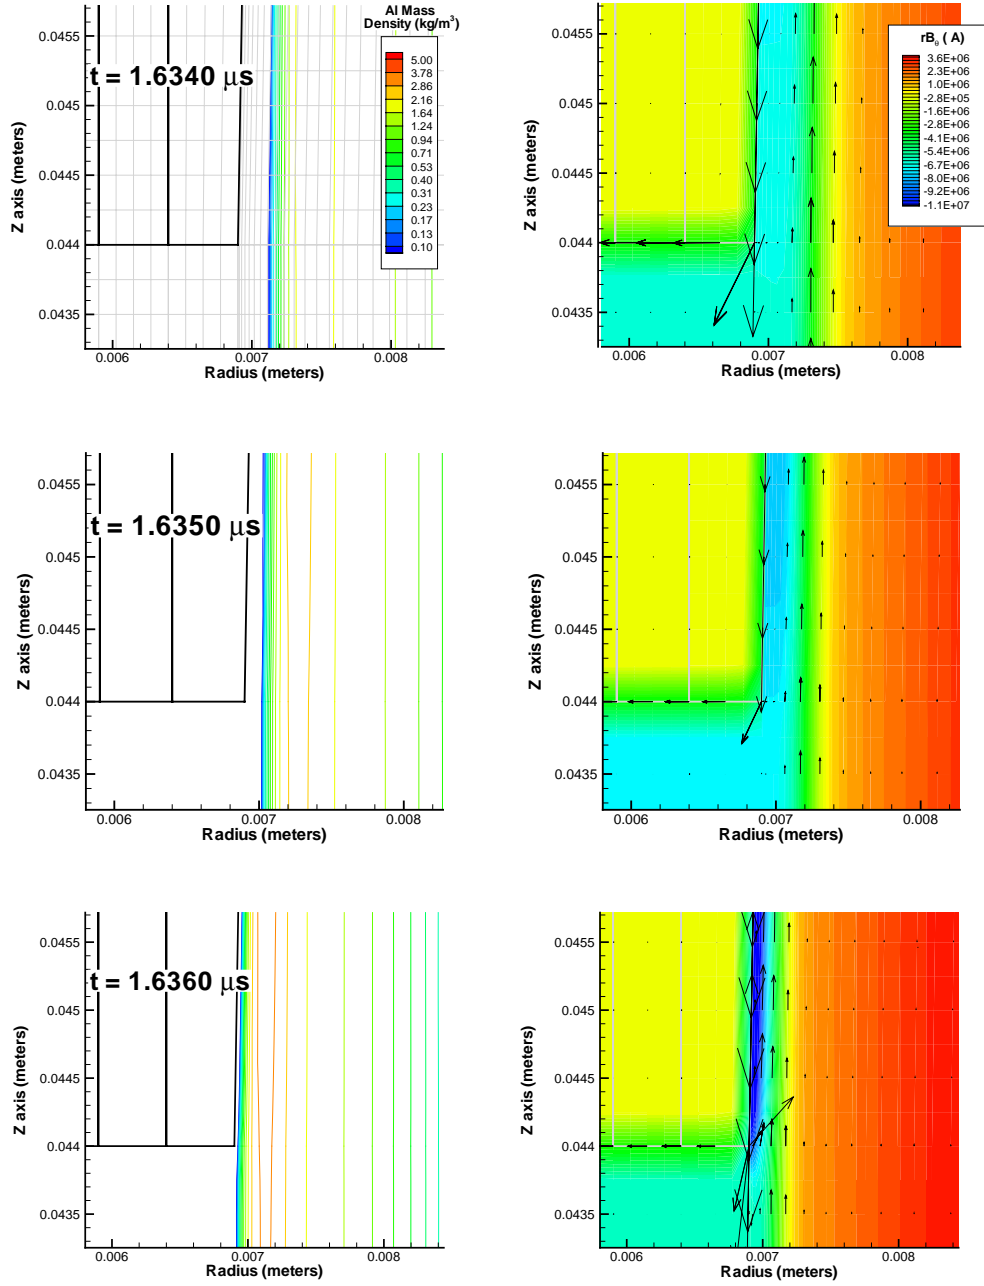 Al Mass
Density (kg/m³)
5.00
3.78
2.86
2.16
1.64
1.24
0.94
0.71
0.53
0.40
0.31
0.23
0.17
0.13
0.10
t = 1.6340 μs
0.0455
0.045
0.0445
0.044
0.0435
Z axis (meters)
0.006
0.007
0.008
Radius (meters)
rBθ ( A)
3.6E+06
2.3E+06
1.0E+06
-2.8E+05
-1.6E+06
-2.8E+06
-4.1E+06
-5.4E+06
-6.7E+06
-8.0E+06
-9.2E+06
-1.1E+07
0.0455
0.045
0.0445
0.044
0.0435
Z axis (meters)
0.006
0.007
0.008
Radius (meters)
t = 1.6350 μs
0.0455
0.045
0.0445
0.044
0.0435
Z axis (meters)
0.006
0.007
0.008
Radius (meters)
0.0455
0.045
0.0445
0.044
0.0435
Z axis (meters)
0.006
0.007
0.008
Radius (meters)
t = 1.6360 μs
0.0455
0.045
0.0445
0.044
0.0435
Z axis (meters)
0.006
0.007
0.008
Radius (meters)
0.0455
0.045
0.0445
0.044
0.0435
Z axis (meters)
0.006
0.007
0.008
Radius (meters)